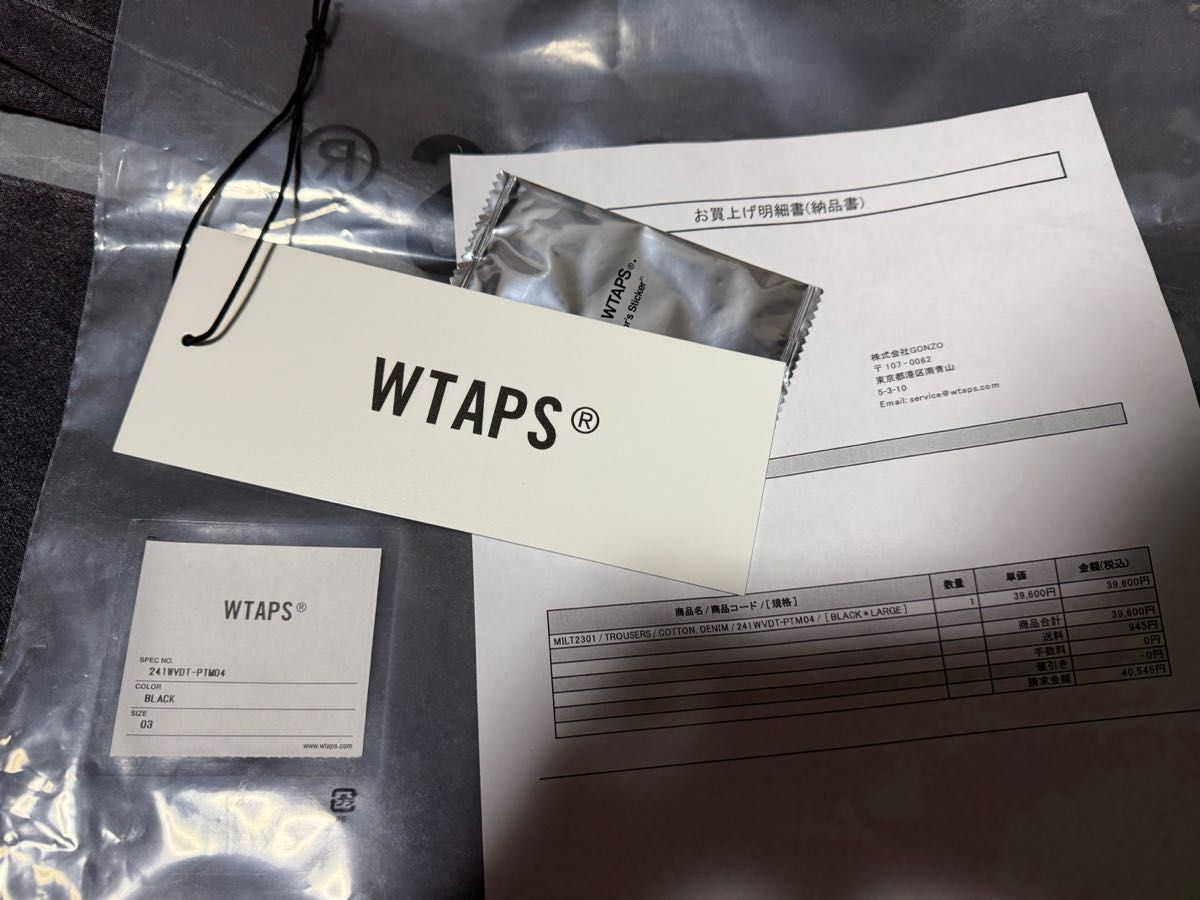 お買上げ明細書(納品書)
WTAPS®.
Sticker"
株式会社GONZO
〒107-0062
東京都港区南青山
5-3-10
Email: service@wtaps.com
WTAPS®
商品名/商品コード/[規格] 数量 単価 金額(税込)
MILT2301 / TROUSERS / COTTON. DENIM / 241WVDT-PTM04 / [ BLACK*LARGE ] 1 39,600円 39,600円
商品合計 39,600円
送料 945円
手数料 0円
値引き -0円
請求金額 40,545円
WTAPS®
SPEC NO.
241WVDT-PTM04
COLOR
BLACK
SIZE
03
www.wtaps.com
プラ